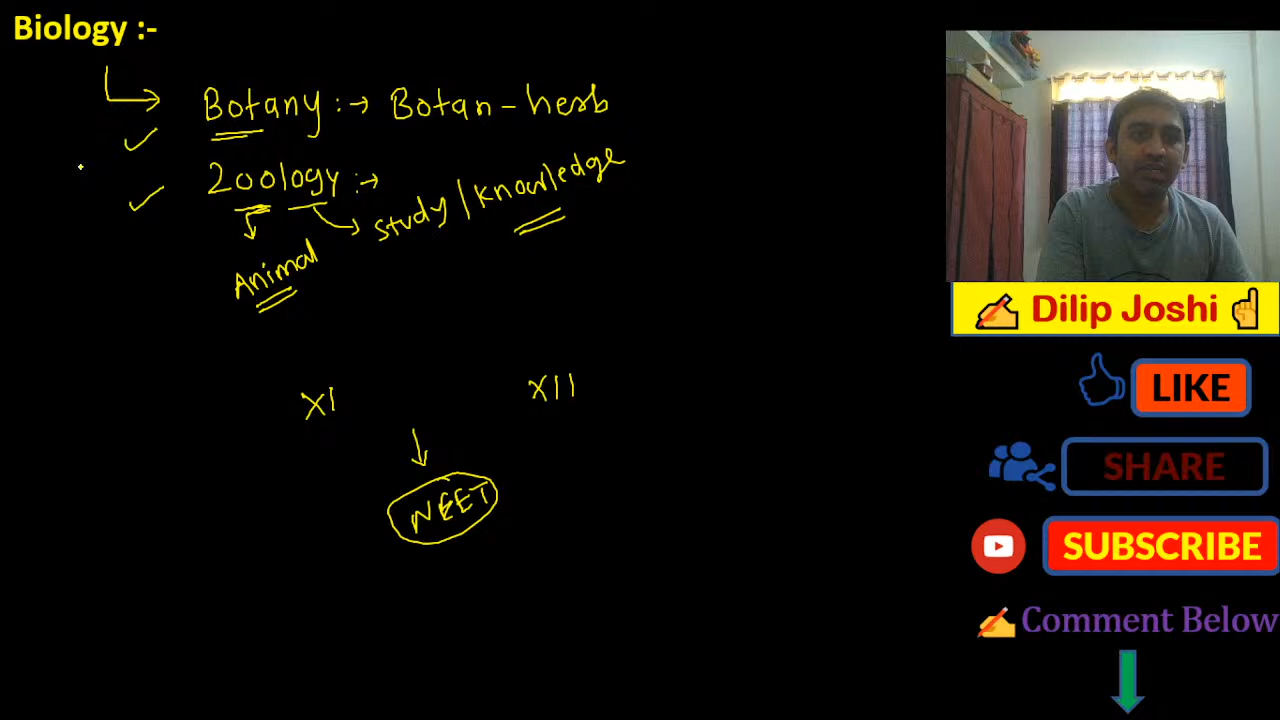 Biology :-
Botany :→ Botan - herb
Zoology :→
Study / Knowledge
Animal
XI
XII
NEET
Dilip Joshi
LIKE
SHARE
SUBSCRIBE
Comment Below